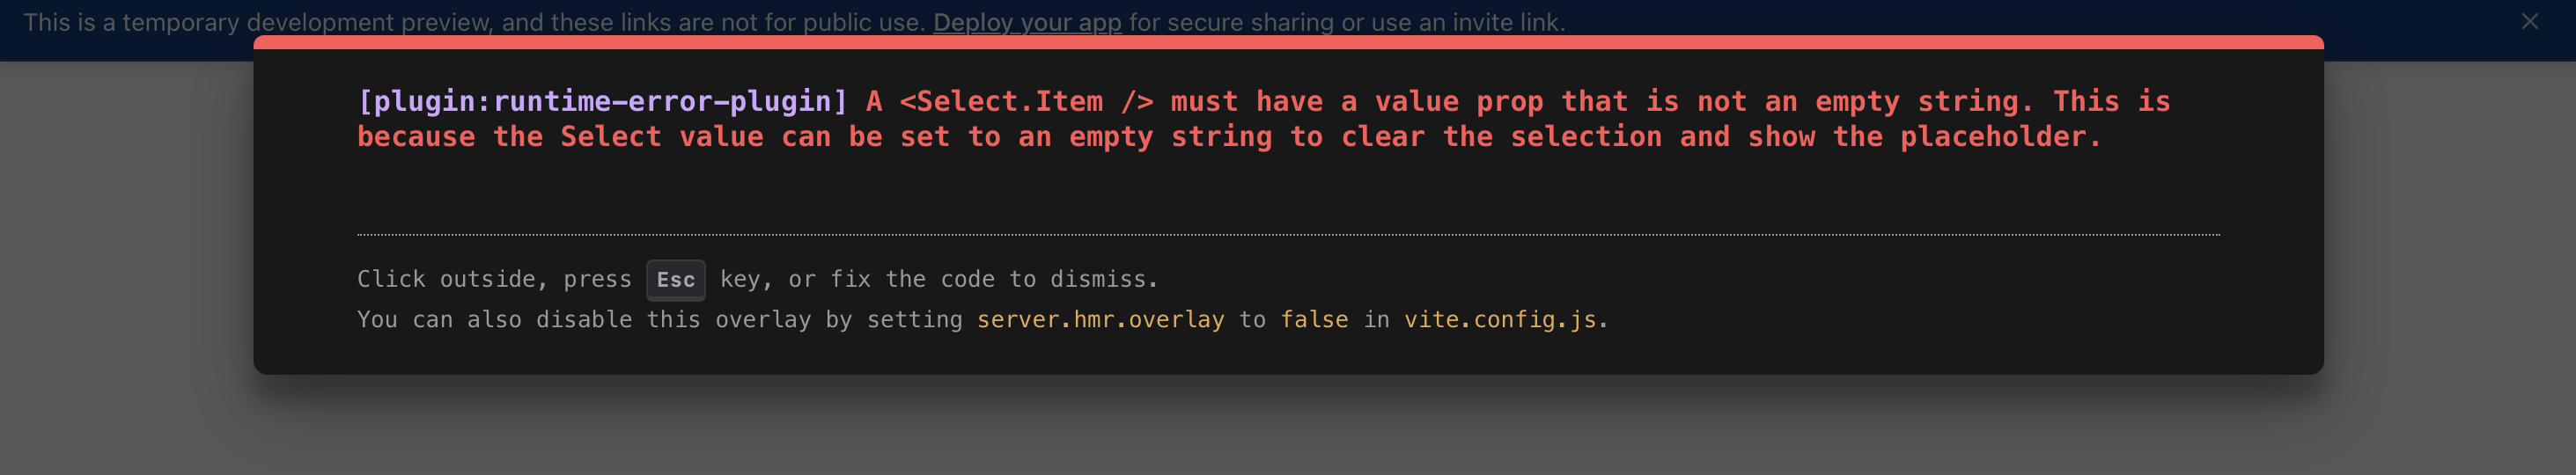 This is a temporary development preview, and these links are not for public use. Deploy your app for secure sharing or use an invite link.
[plugin:runtime-error-plugin] A <Select.Item /> must have a value prop that is not an empty string. This is
because the Select value can be set to an empty string to clear the selection and show the placeholder.
Click outside, press Esc key, or fix the code to dismiss.
You can also disable this overlay by setting server.hmr.overlay to false in vite.config.js.